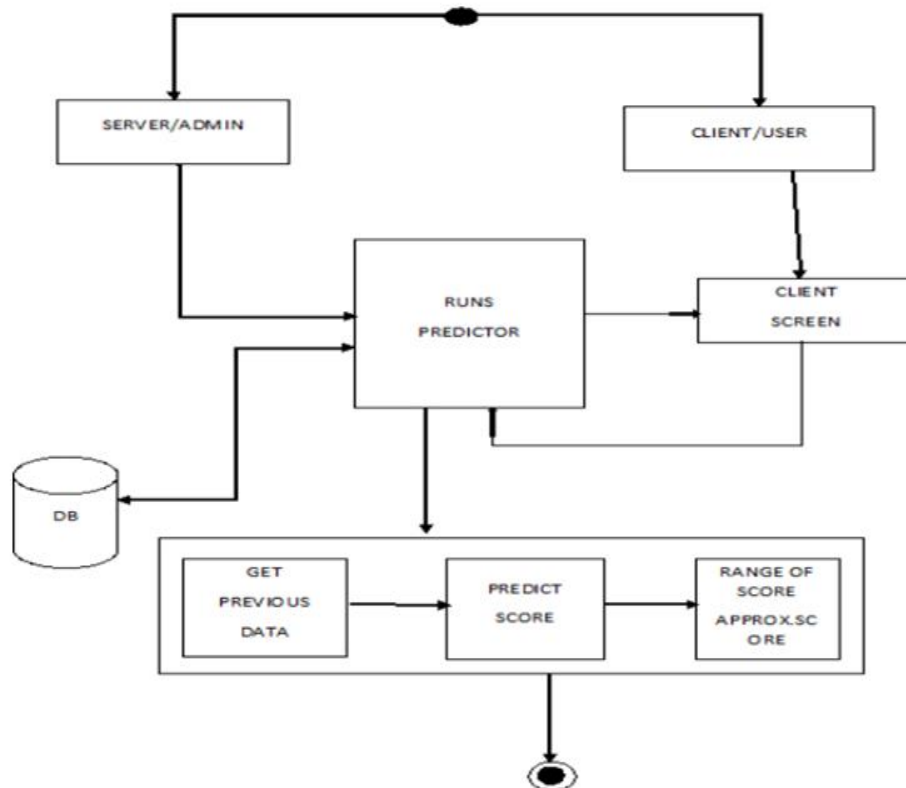 SERVER/ADMIN
CLIENT/USER
RUNS
PREDICTOR
CLIENT
SCREEN
DB
GET
PREVIOUS
DATA
PREDICT
SCORE
RANGE OF
SCORE
APPROX.SC
ORE